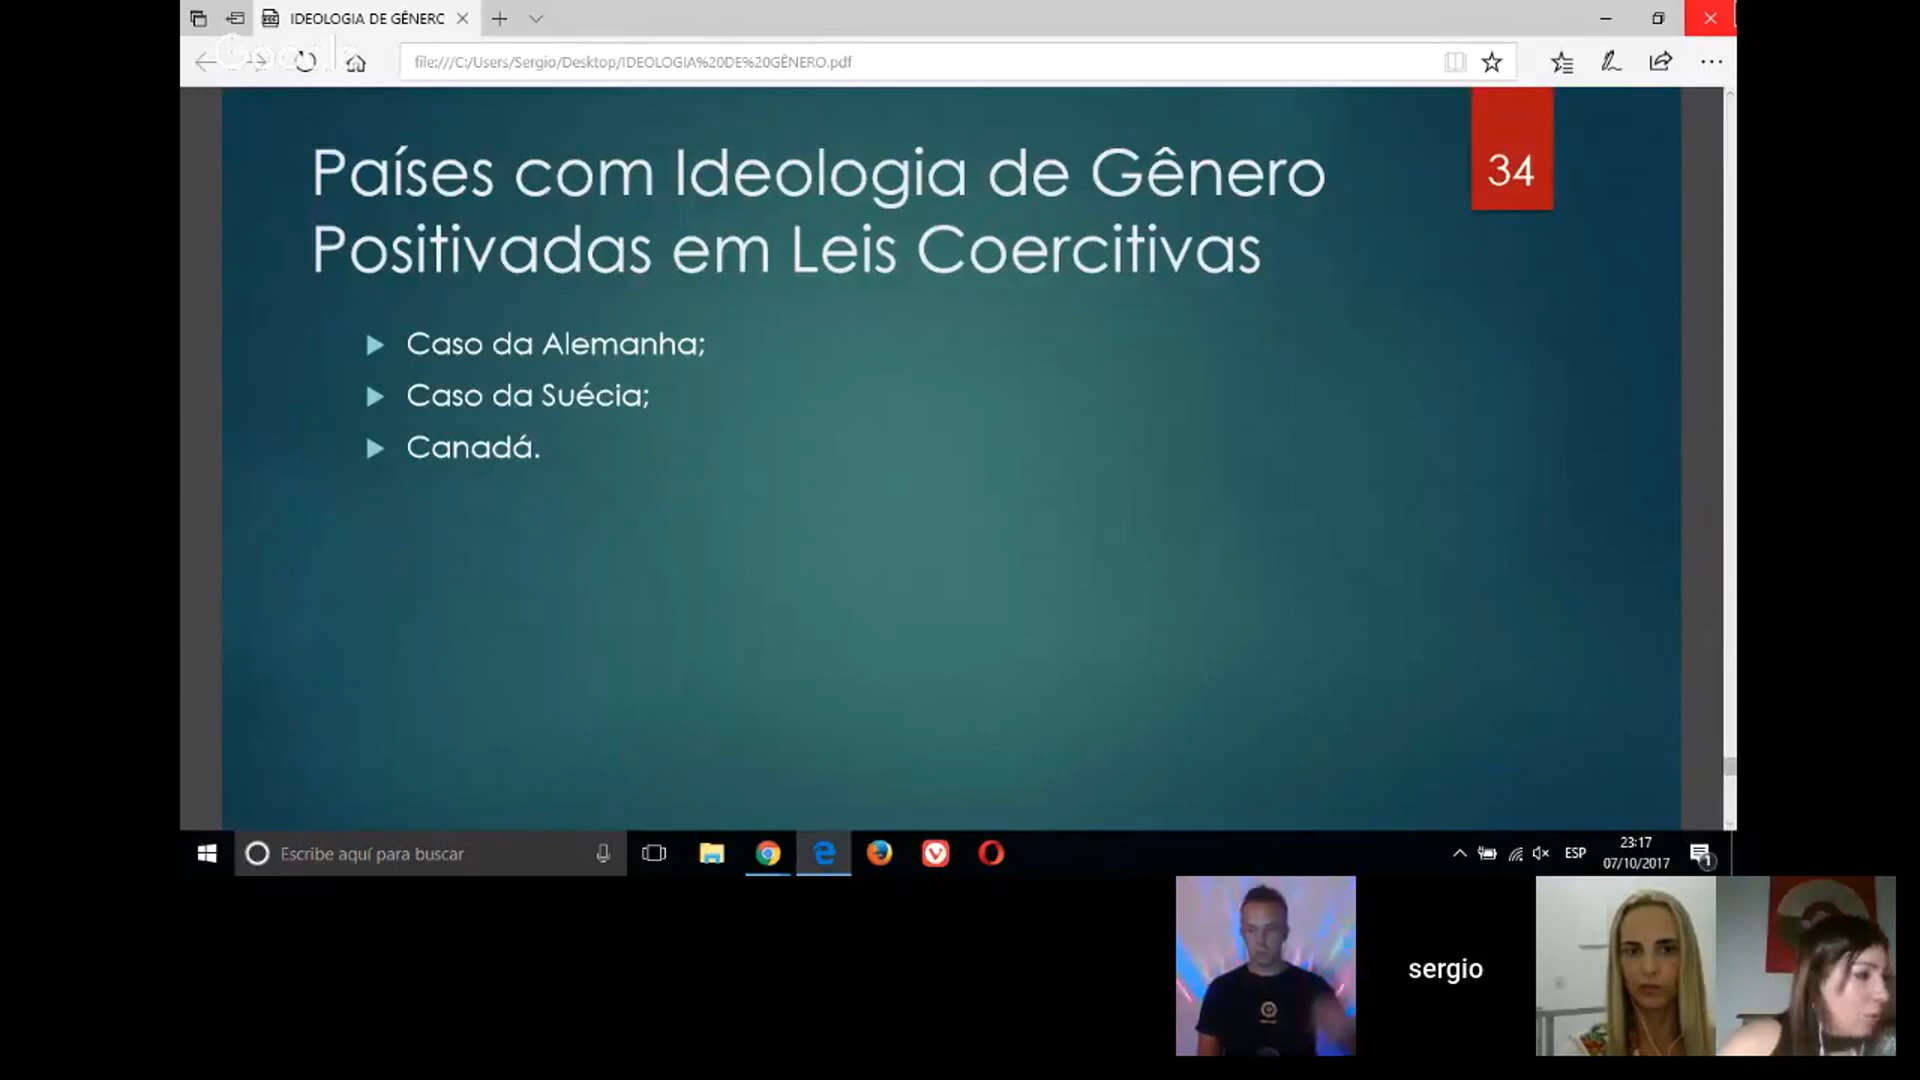 IDEOLOGIA DE GÊNERC
Google
file:///C:/Users/Sergio/Desktop/IDEOLOGIA%20DE%20GÊNERO.pdf
34
Países com Ideologia de Gênero
Positivadas em Leis Coercitivas
Caso da Alemanha;
Caso da Suécia;
Canadá.
Escribe aquí para buscar
ESP
23:17
07/10/2017
1
sergio